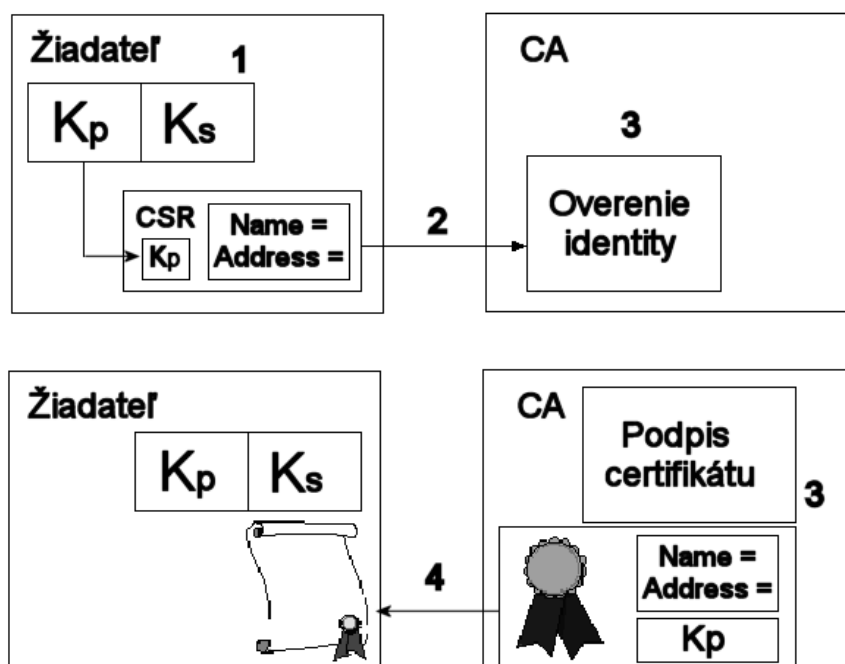 Žiadateľ
1
Kp
Ks
CSR
Kp
Name =
Address =
2
CA
3
Overenie
identity
Žiadateľ
Kp
Ks
4
CA
Podpis
certifikátu
3
Name =
Address =
Kp